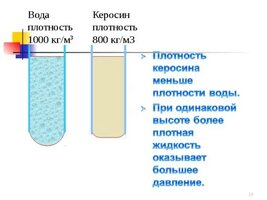 Вода
плотность
1000 кг/м³
Керосин
плотность
800 кг/м3
Плотность
керосина
меньше
плотности воды.
При одинаковой
высоте более
плотная
жидкость
оказывает
большее
давление.